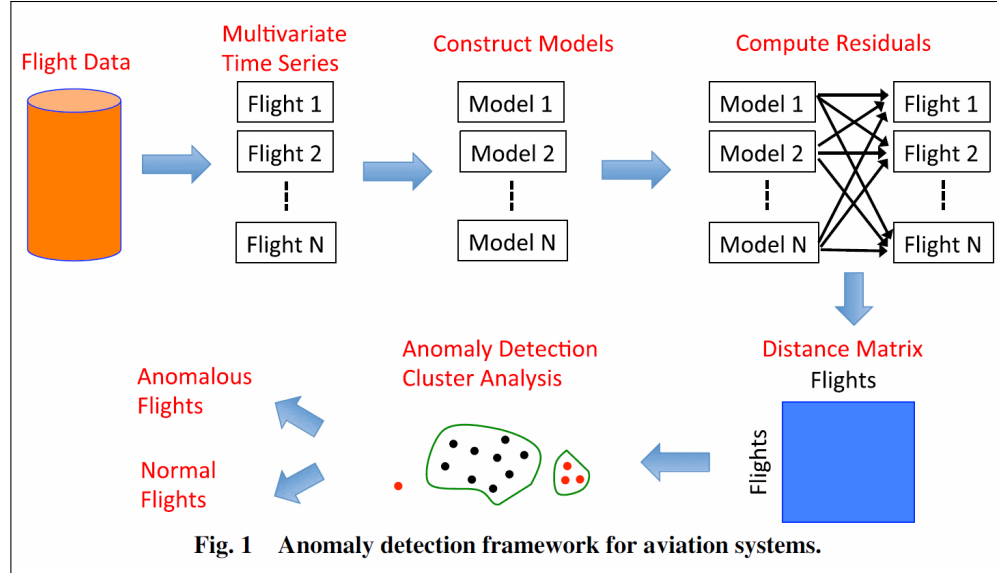 Flight Data
Multivariate
Time Series
Flight 1
Flight 2
Flight N
Construct Models
Model 1
Model 2
Model N
Compute Residuals
Model 1
Flight 1
Model 2
Flight 2
Model N
Flight N
Distance Matrix
Flights
Flights
Anomaly Detection
Cluster Analysis
Anomalous
Flights
Normal
Flights
Fig. 1 Anomaly detection framework for aviation systems.